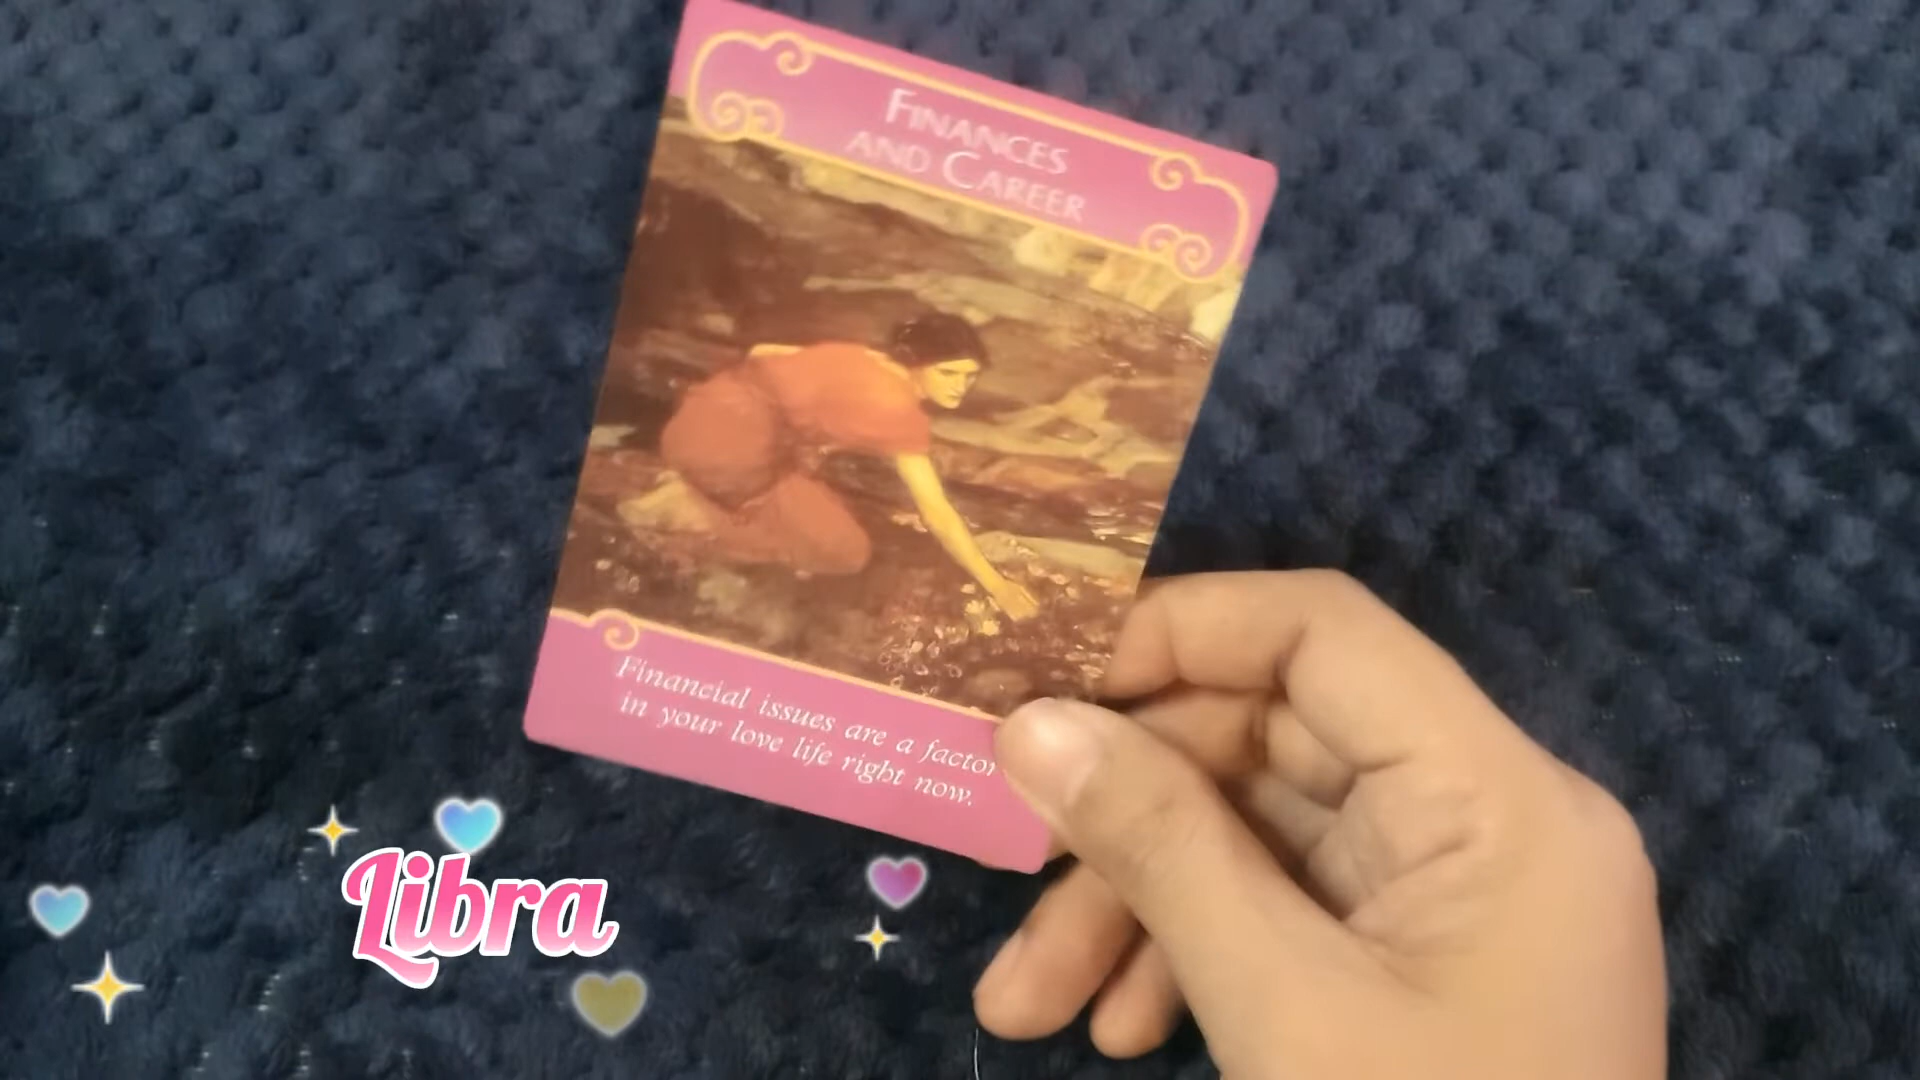 FINANCES
AND CAREER
Financial issues are a factor
in your love life right now.
Libra